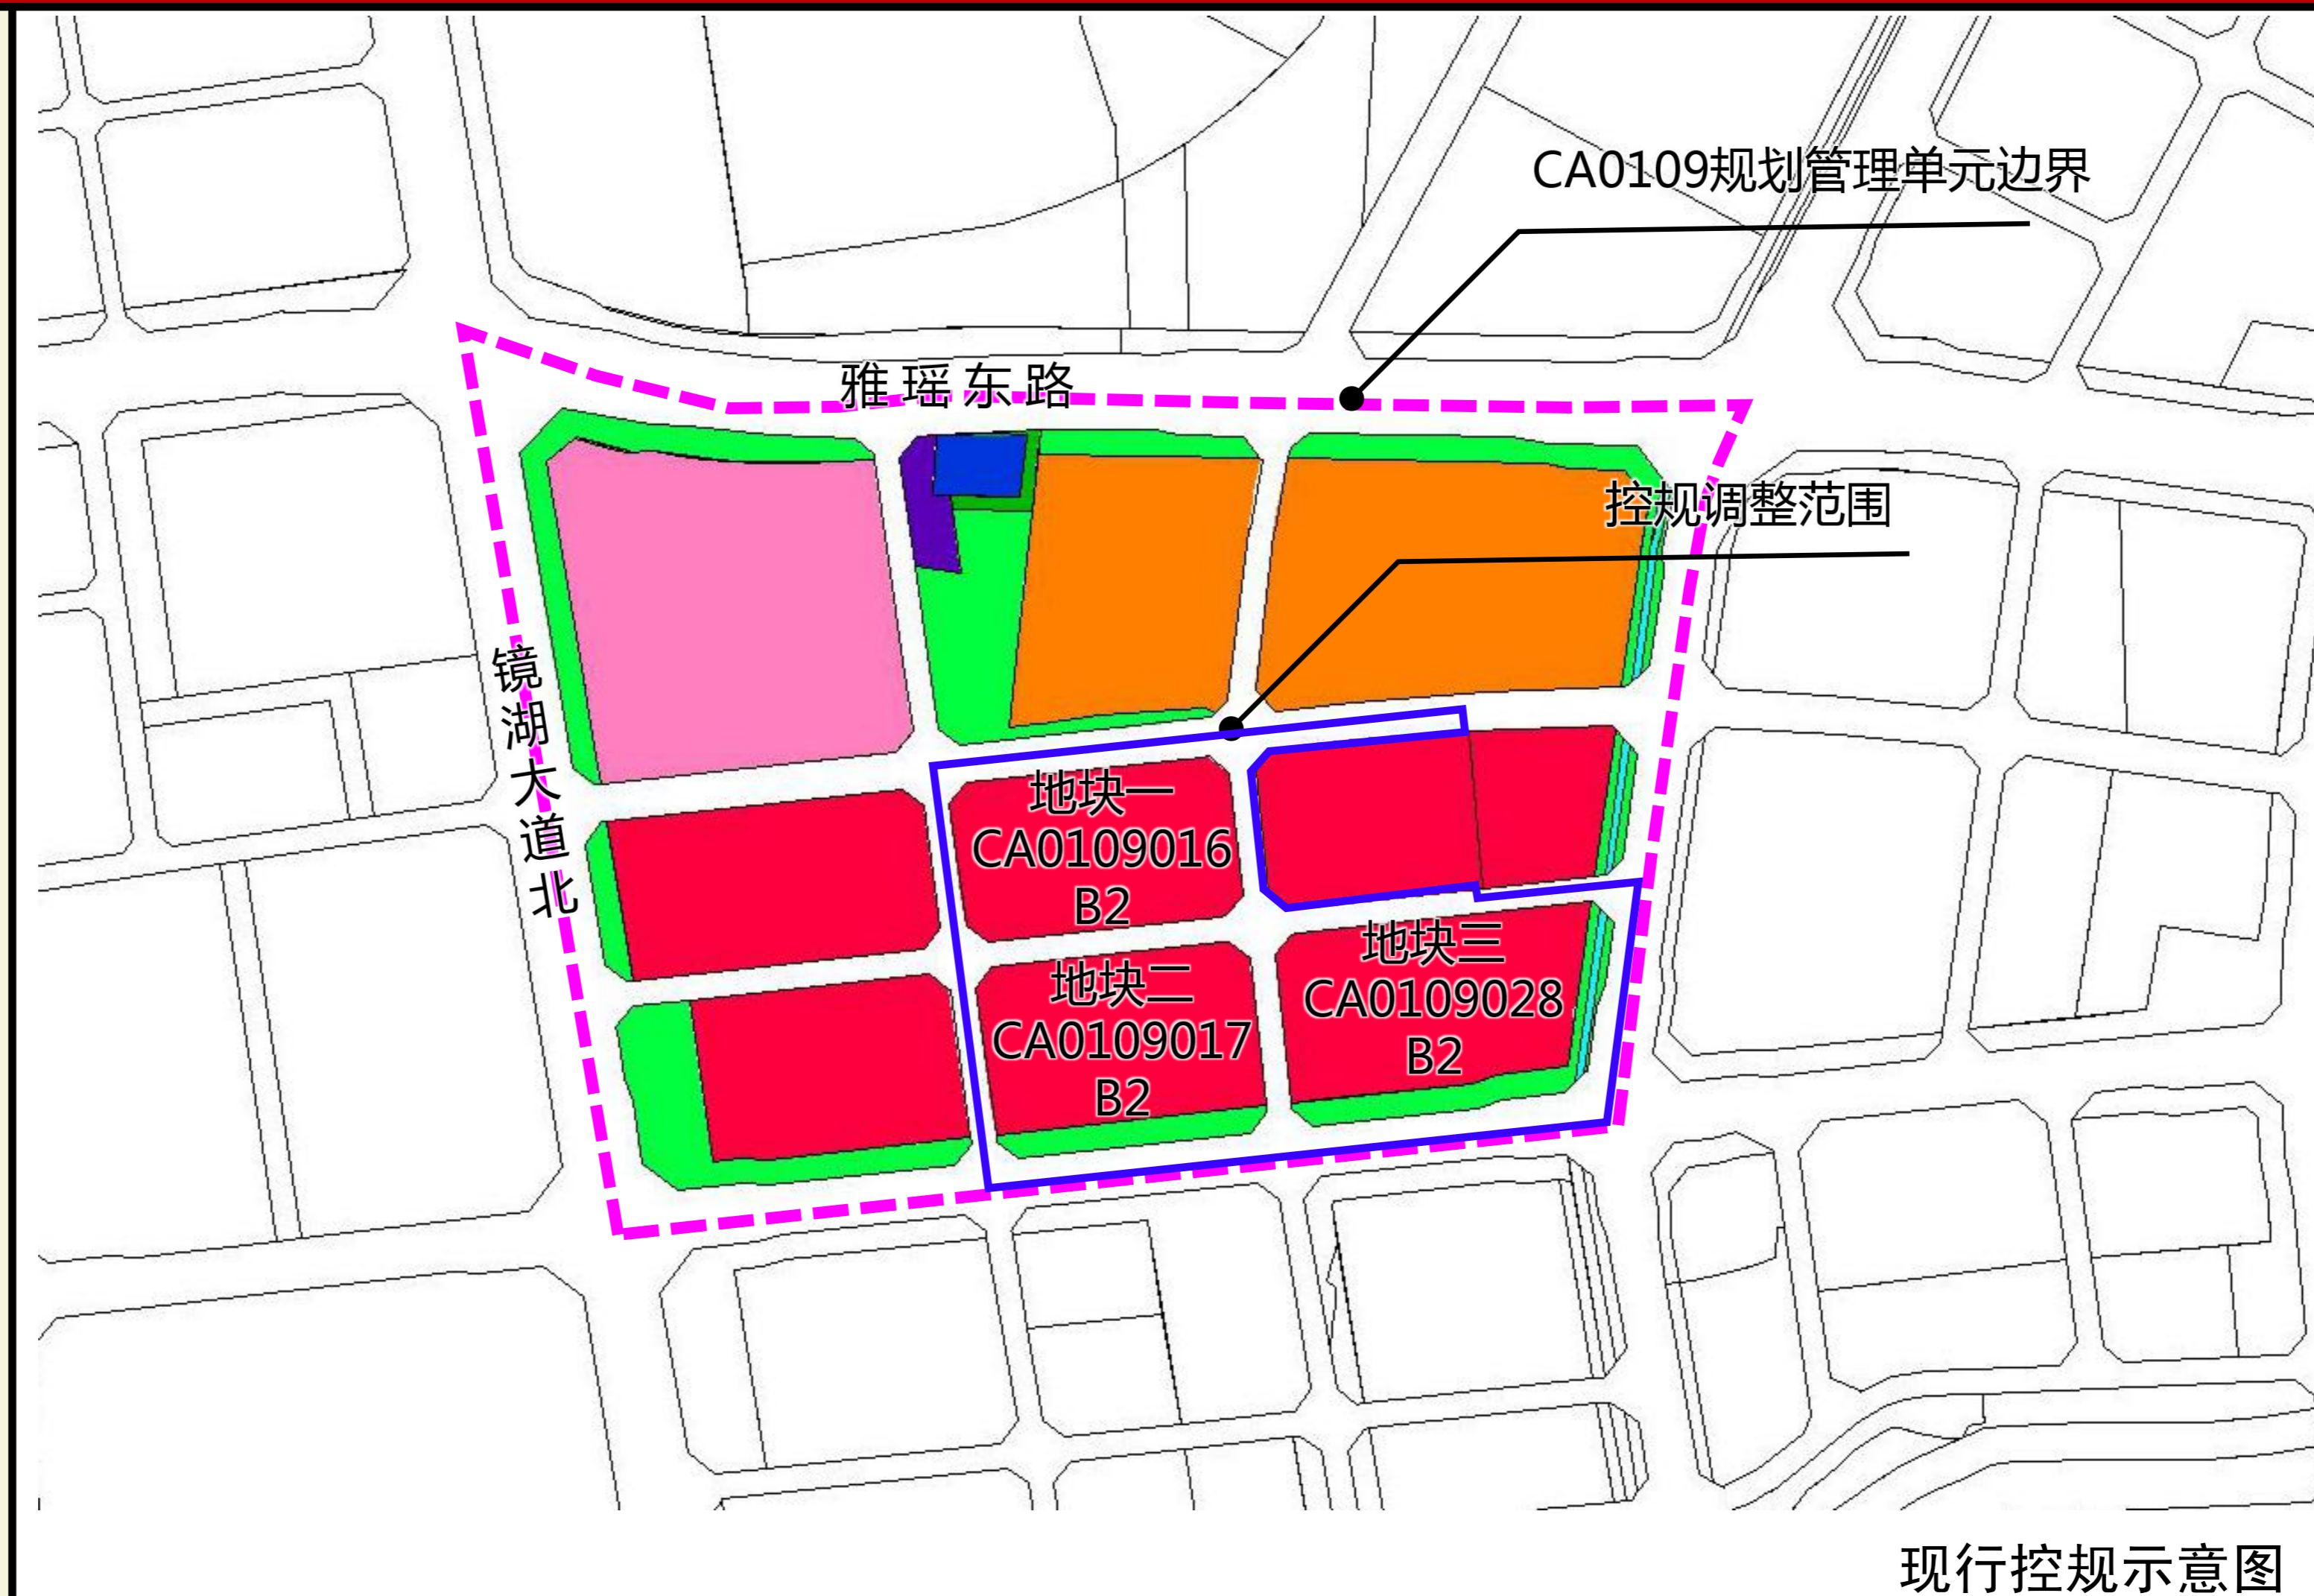 CA0109规划管理单元边界
雅瑶东路
控规调整范围
镜湖大道北
地块一
CA0109016
B2
地块二
CA0109017
B2
地块三
CA0109028
B2
现行控规示意图